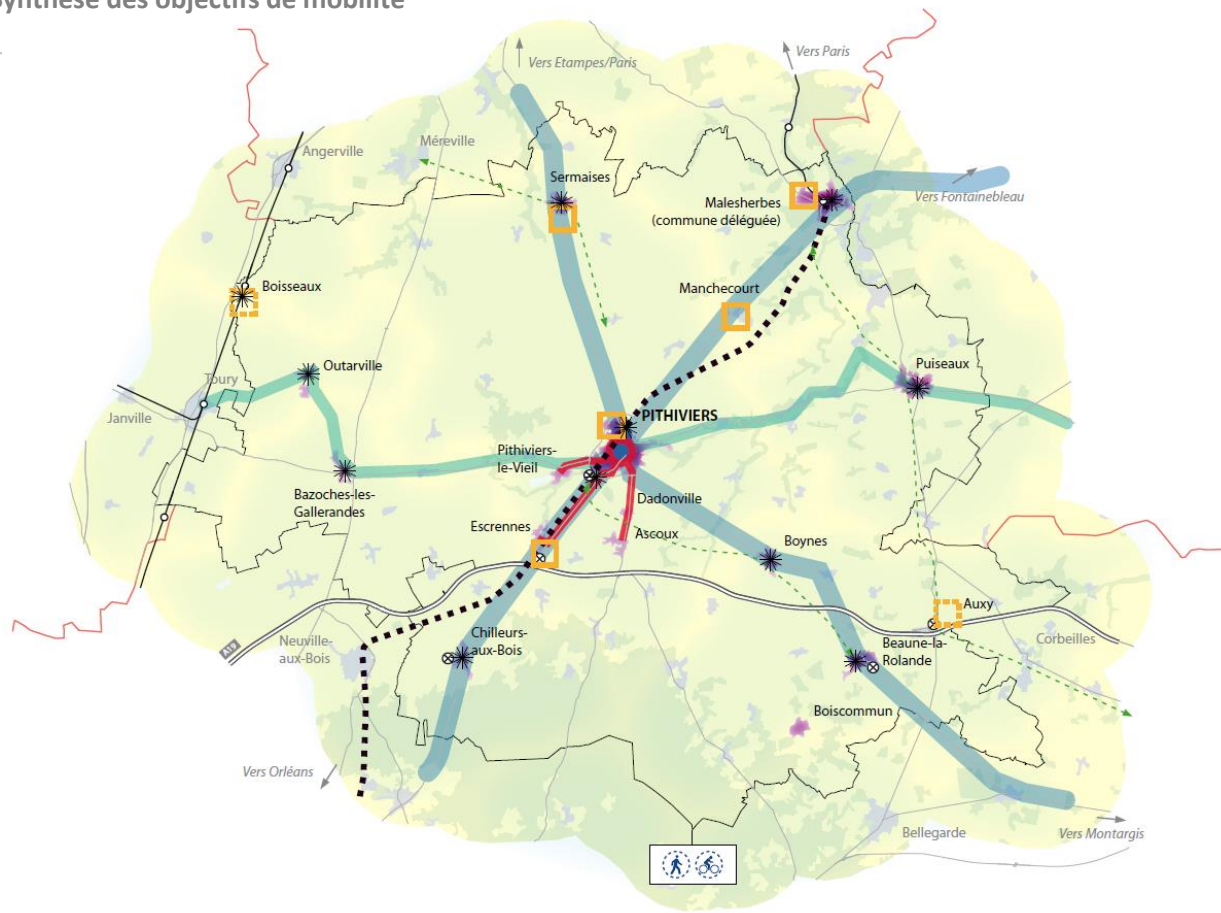 Synthèse des objectifs de mobilité
Vers Etampes/Paris
Vers Paris
Angerville
Méreville
Sermaises
Malesherbes
(commune déléguée)
Vers Fontainebleau
Boisseaux
Manchecourt
Outarville
Puiseaux
Toury
Janville
PITHIVIERS
Pithiviers-
le-Vieil
Bazoches-les-
Gallerandes
Dadonville
Escrennes
Ascoux
Boynes
Auxy
Neuville-
aux-Bois
Chilleurs-
aux-Bois
Corbeilles
A19
Beaune-la-
Rolande
Boiscommun
Vers Orléans
Bellegarde
Vers Montargis